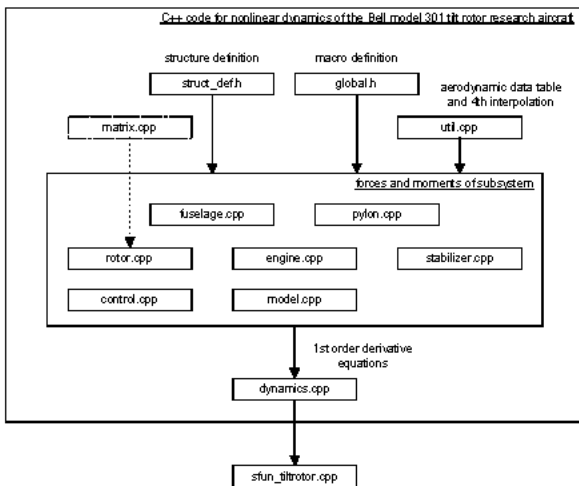 C++ code for nonlinear dynamics of the Bell model 301 tilt rotor research aircraft
structure definition
macro definition
struct_def.h
global.h
aerodynamic data table
and 4th interpolation
matrix.cpp
util.cpp
forces and moments of subsystem
fuselage.cpp
pylon.cpp
rotor.cpp
engine.cpp
stabilizer.cpp
control.cpp
model.cpp
1st order derivative
equations
dynamics.cpp
sfun_tiltrotor.cpp